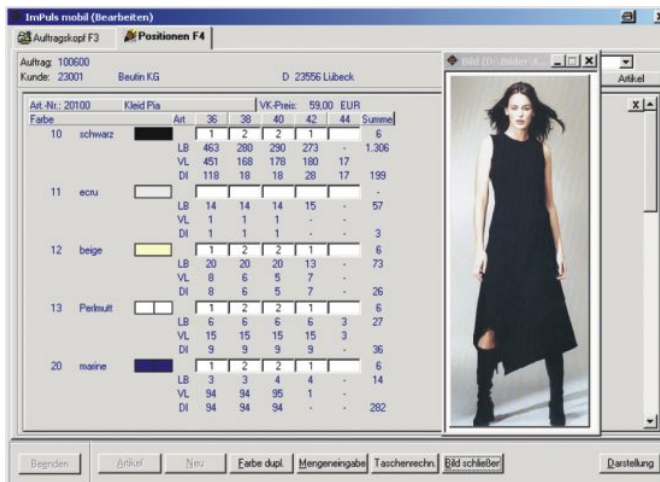 ImPuls mobil (Bearbeiten)
Auftragskopf F3 Positionen F4
Auftrag: 100600
Kunde: 23001 Beutin KG D 23556 Lübeck
Artikel
Bild (D:\Bilder\K...
Art.-Nr.: 20100 Kleid Pia VK-Preis: 59,00 EUR
Farbe Art 36 38 40 42 44 Summe
10 schwarz 1 2 2 1 6
LB 463 280 290 273 - 1.306
VL 451 168 178 180 17
DI 118 18 18 28 17 199
11 ecru -
LB 14 14 14 15 - 57
VL 1 1 1 - -
DI 1 1 1 - - 3
12 beige 1 2 2 1 6
LB 20 20 20 13 - 73
VL 8 6 5 7 -
DI 8 6 5 7 - 26
13 Perlmutt 1 2 2 1 6
LB 6 6 6 6 3 27
VL 15 15 15 15 3
DI 9 9 9 9 - 36
20 marine 1 2 2 1 6
LB 3 3 4 4 - 14
VL 94 94 95 1 -
DI 94 94 94 - - 282
X
Beenden Artikel Neu Farbe dupl. Mengeneingabe Taschenrechn. Bild schließen Darstellung